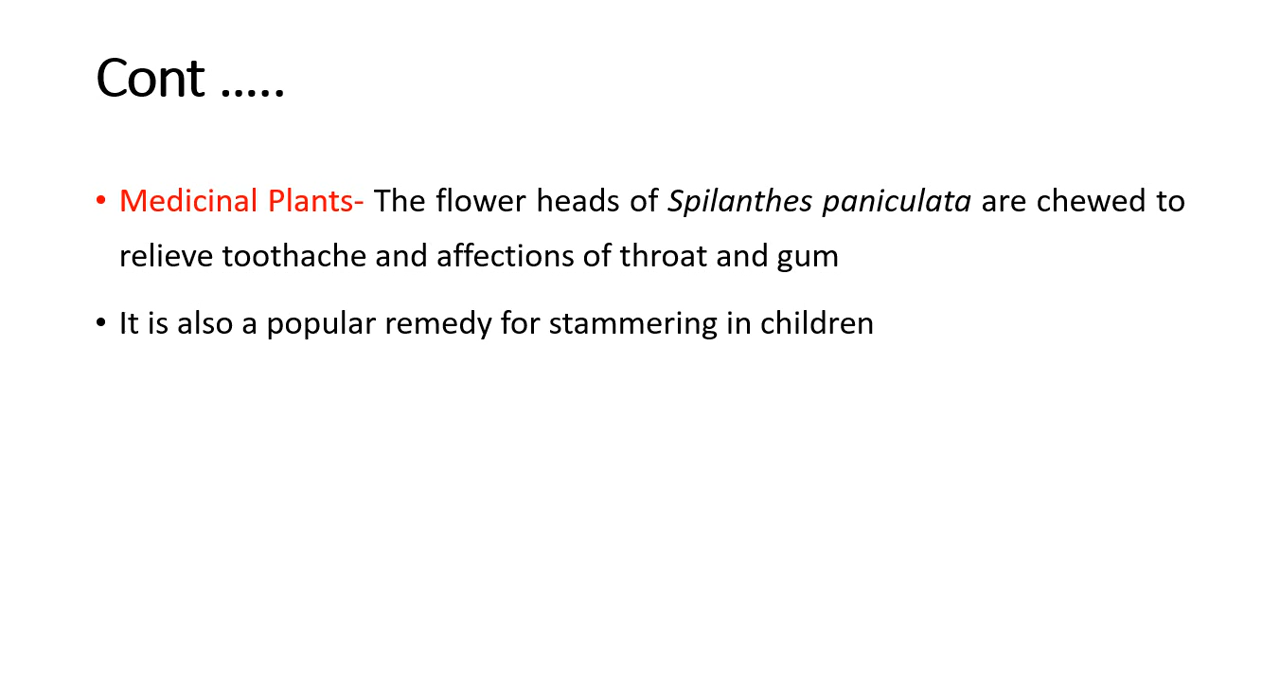 Cont .....
• Medicinal Plants- The flower heads of Spilanthes paniculata are chewed to
relieve toothache and affections of throat and gum
• It is also a popular remedy for stammering in children